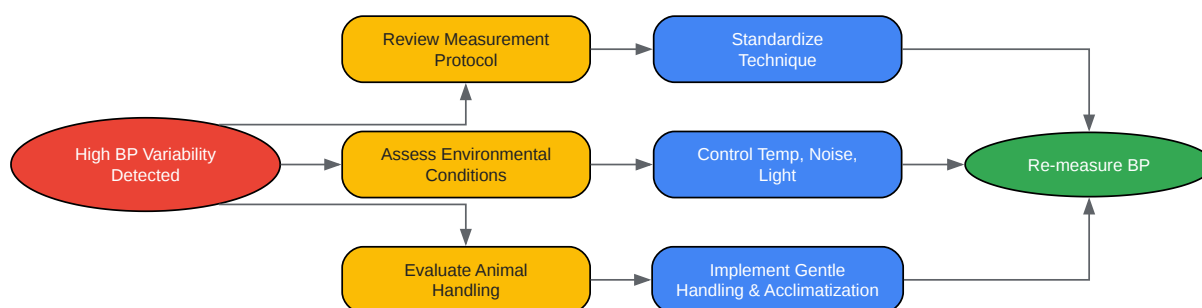 High BP Variability
Detected
Review Measurement
Protocol
Standardize
Technique
Assess Environmental
Conditions
Control Temp, Noise,
Light
Evaluate Animal
Handling
Implement Gentle
Handling & Acclimatization
Re-measure BP